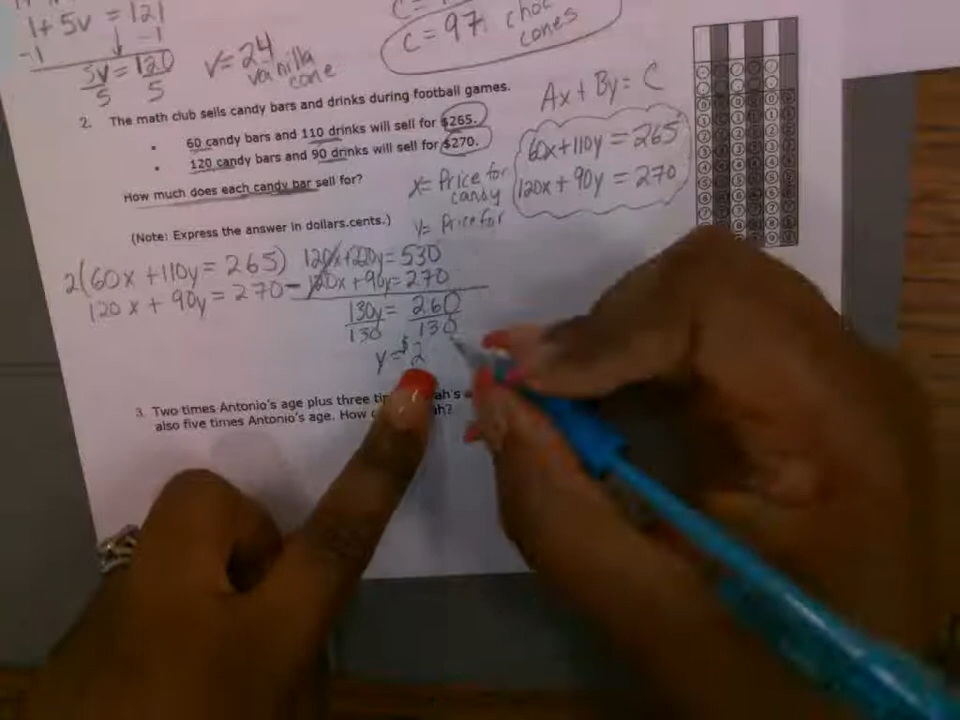 1 + 5v = 121
-1 -1
5v = 120
5 5
v = 24
vanilla
cone
c = 97 choc
cones
2. The math club sells candy bars and drinks during football games.
60 candy bars and 110 drinks will sell for $265.
120 candy bars and 90 drinks will sell for $270.
How much does each candy bar sell for?
(Note: Express the answer in dollars.cents.)
Ax + By = C
60x + 110y = 265
120x + 90y = 270
x = Price for
candy
y = Price for
2(60x + 110y = 265)
120x + 90y = 270
120x + 220y = 530
- 120x + 90y = 270
130y = 260
130 130
y = $2
3. Two times Antonio's age plus three
also five times Antonio's age. How